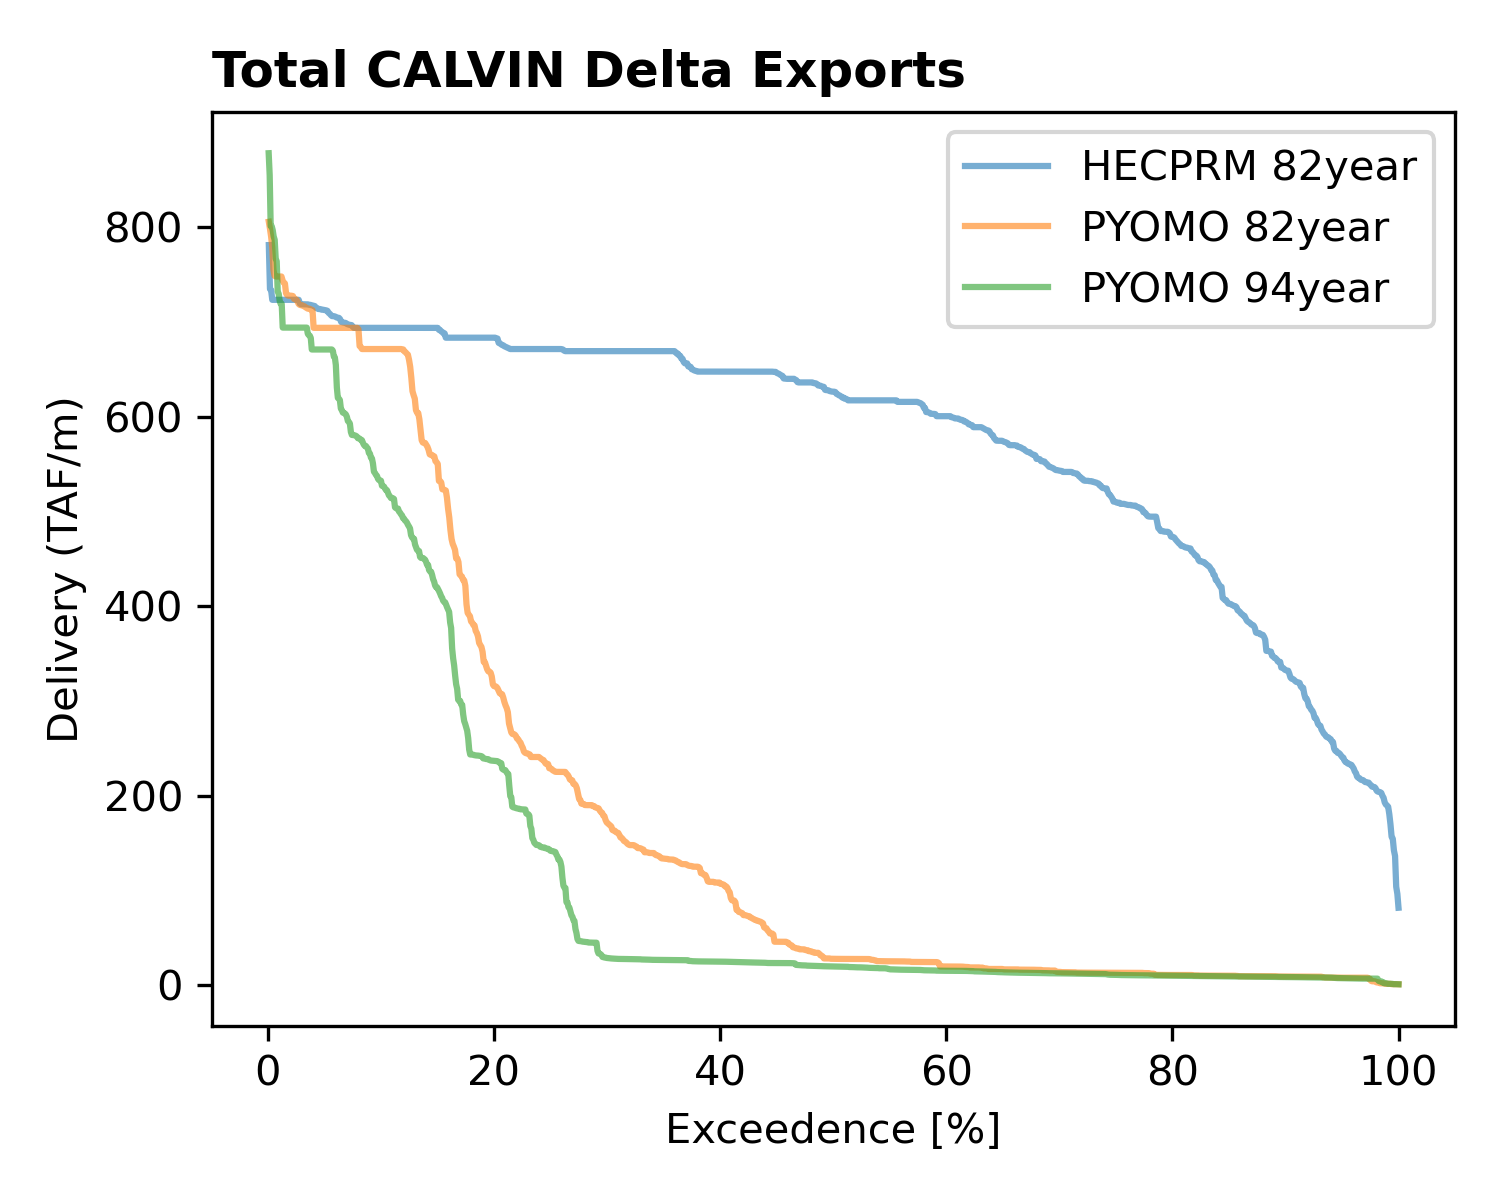 Total CALVIN Delta Exports
HECPRM 82year
PYOMO 82year
PYOMO 94year
Delivery (TAF/m)
800
600
400
200
0
0 20 40 60 80 100
Exceedence [%]